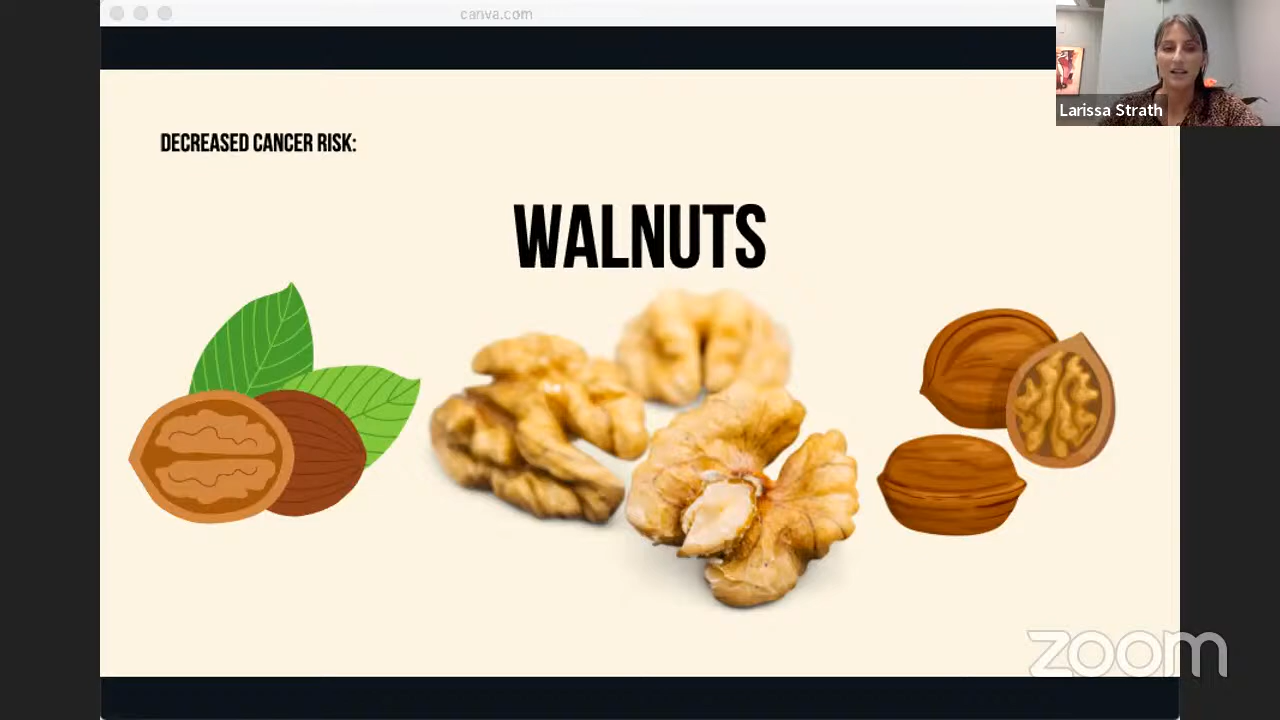 canva.com
Larissa Strath
DECREASED CANCER RISK:
WALNUTS
zoom